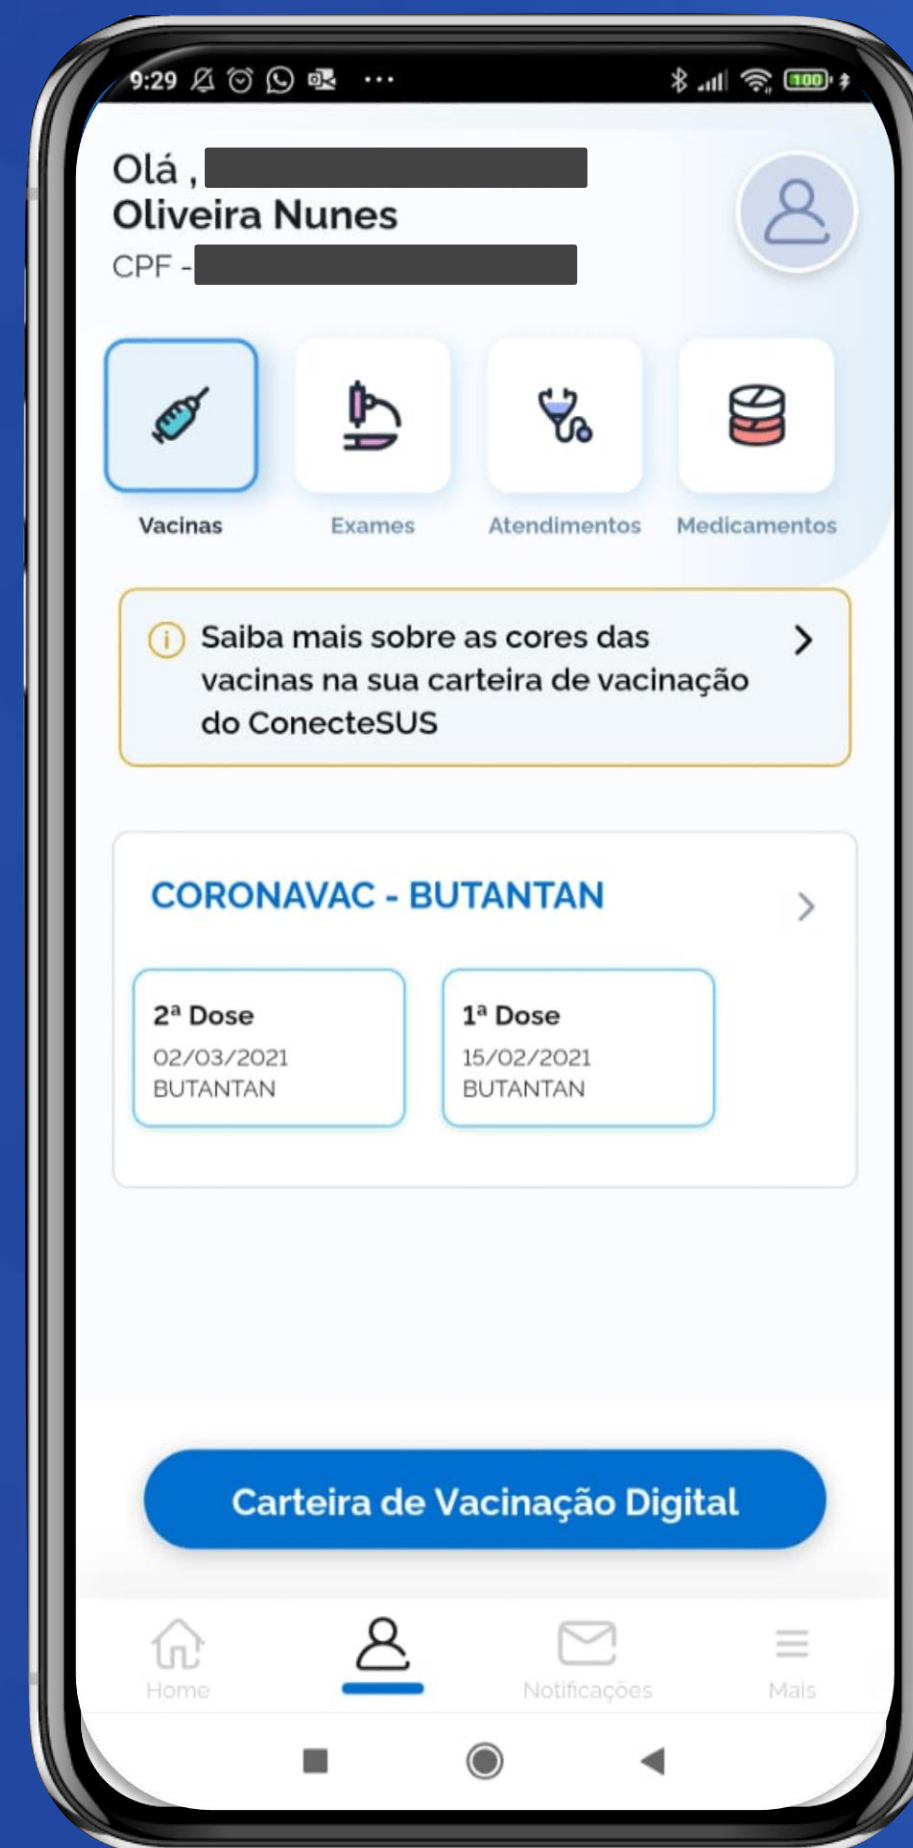 9:29
100
Olá ,
Oliveira Nunes
CPF -
Vacinas
Exames
Atendimentos
Medicamentos
Saiba mais sobre as cores das
vacinas na sua carteira de vacinação
do ConecteSUS
CORONAVAC - BUTANTAN
2ª Dose
02/03/2021
BUTANTAN
1ª Dose
15/02/2021
BUTANTAN
Carteira de Vacinação Digital
Home
Notificações
Mais